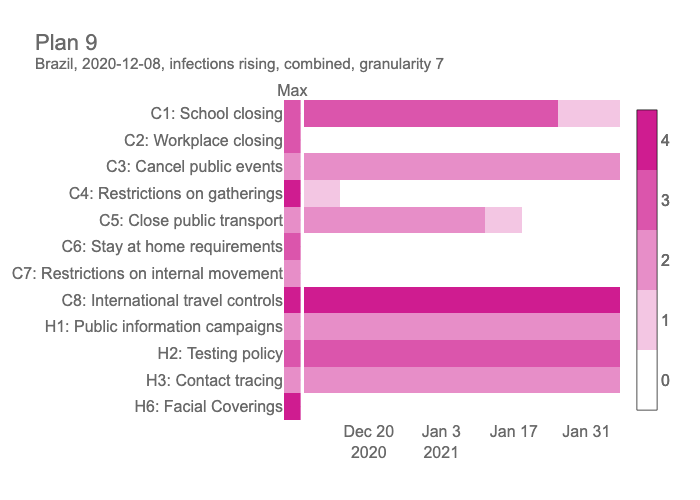 Plan 9
Brazil, 2020-12-08, infections rising, combined, granularity 7
Max
C1: School closing
C2: Workplace closing
C3: Cancel public events
C4: Restrictions on gatherings
C5: Close public transport
C6: Stay at home requirements
C7: Restrictions on internal movement
C8: International travel controls
H1: Public information campaigns
H2: Testing policy
H3: Contact tracing
H6: Facial Coverings
4
3
2
1
0
Dec 20 Jan 3 Jan 17 Jan 31
2020 2021